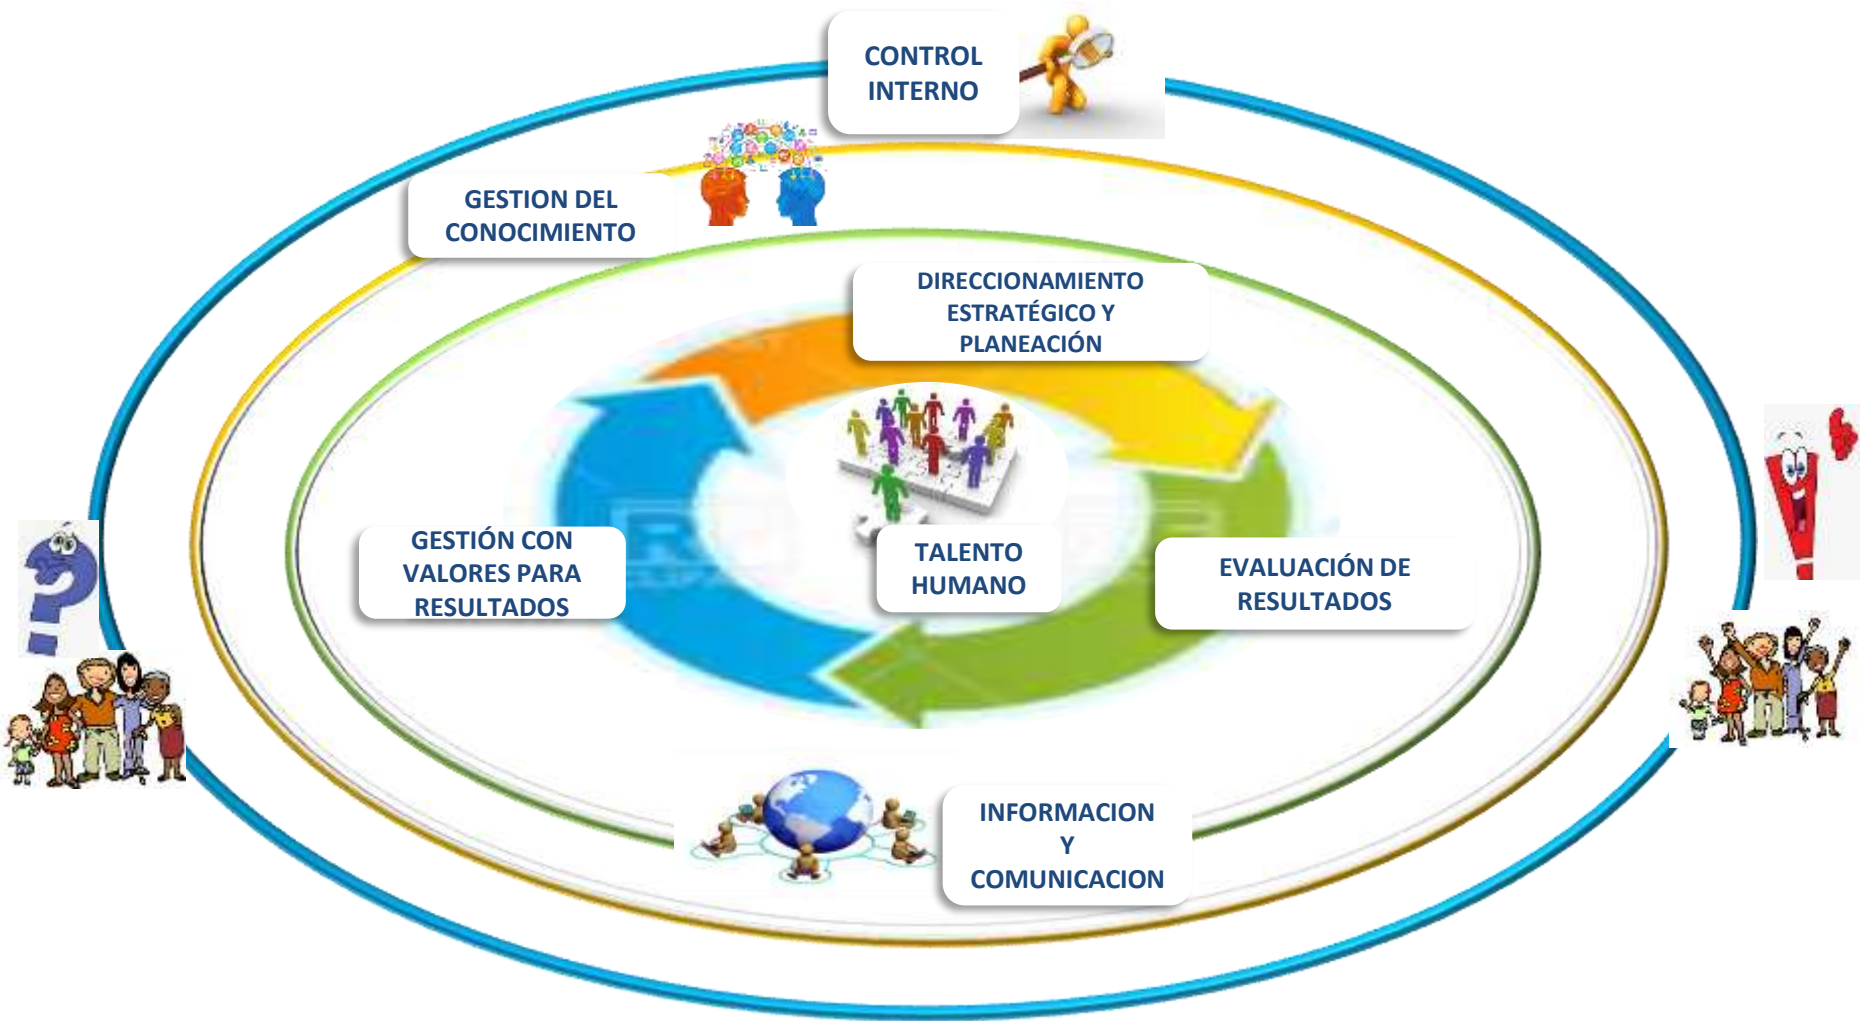 CONTROL
INTERNO
GESTION DEL
CONOCIMIENTO
DIRECCIONAMIENTO
ESTRATÉGICO Y
PLANEACIÓN
GESTIÓN CON
VALORES PARA
RESULTADOS
TALENTO
HUMANO
EVALUACIÓN DE
RESULTADOS
INFORMACION
Y
COMUNICACION